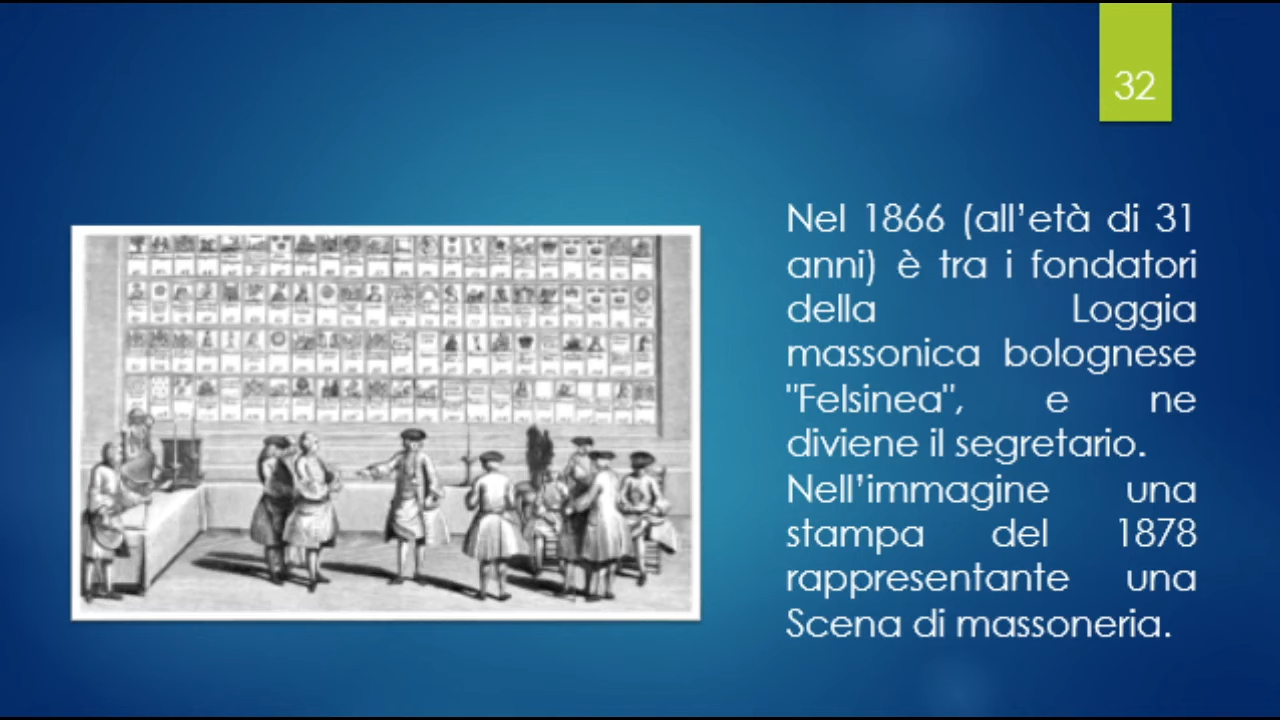 32
Nel 1866 (all’età di 31
anni) è tra i fondatori
della Loggia
massonica bolognese
"Felsinea", e ne
diviene il segretario.
Nell’immagine una
stampa del 1878
rappresentante una
Scena di massoneria.